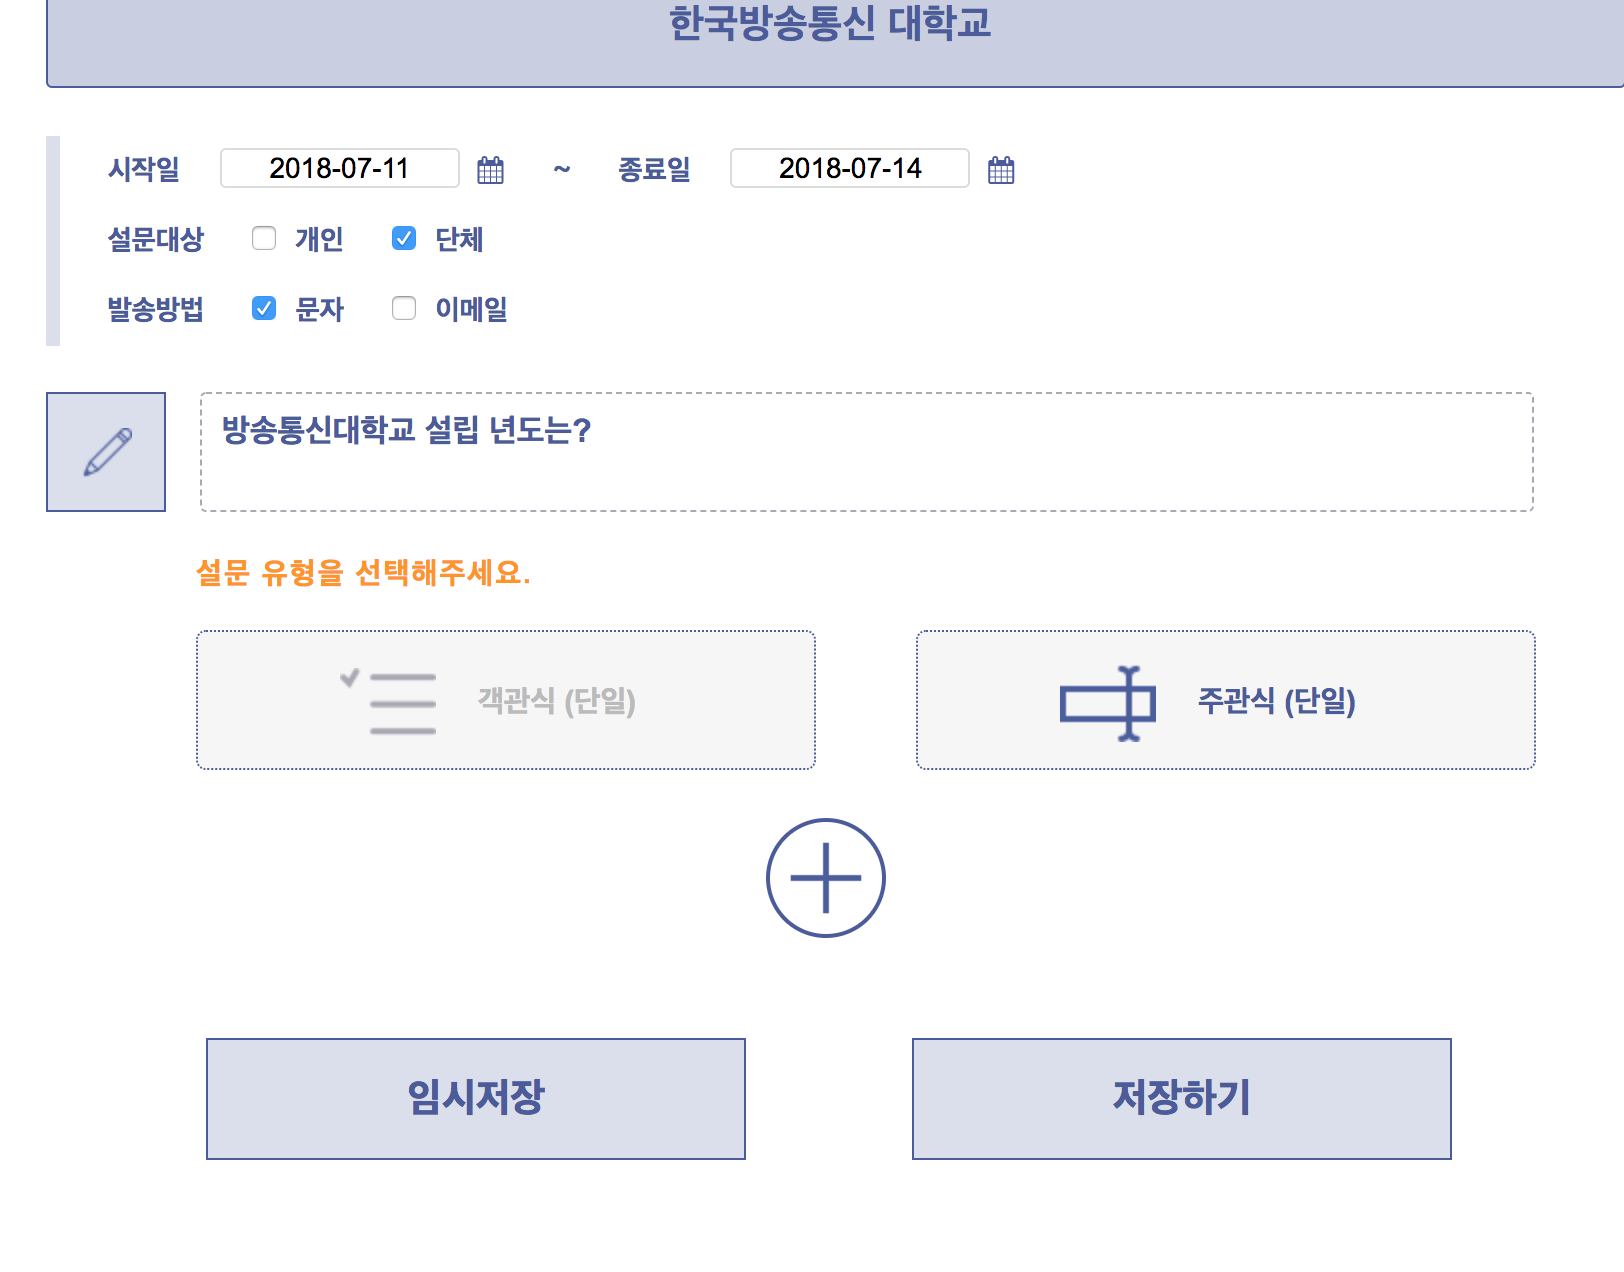 한국방송통신 대학교
시작일 2018-07-11 ~ 종료일 2018-07-14
설문대상 개인 단체
발송방법 문자 이메일
방송통신대학교 설립 년도는?
설문 유형을 선택해주세요.
객관식 (단일) 주관식 (단일)
임시저장 저장하기